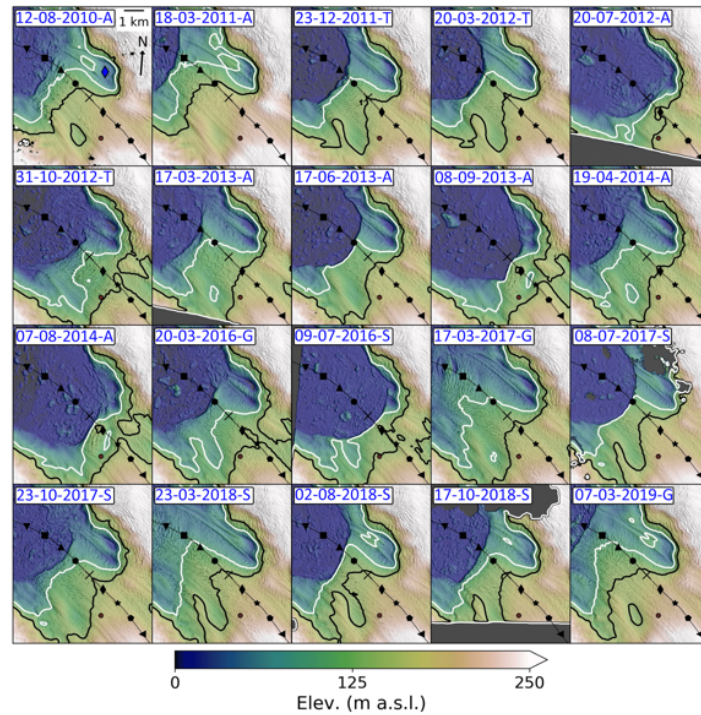 12-08-2010-A
1 km
N
18-03-2011-A
23-12-2011-T
20-03-2012-T
20-07-2012-A
31-10-2012-T
17-03-2013-A
17-06-2013-A
08-09-2013-A
19-04-2014-A
07-08-2014-A
20-03-2016-G
09-07-2016-S
17-03-2017-G
08-07-2017-S
23-10-2017-S
23-03-2018-S
02-08-2018-S
17-10-2018-S
07-03-2019-G
0
125
250
Elev. (m a.s.l.)